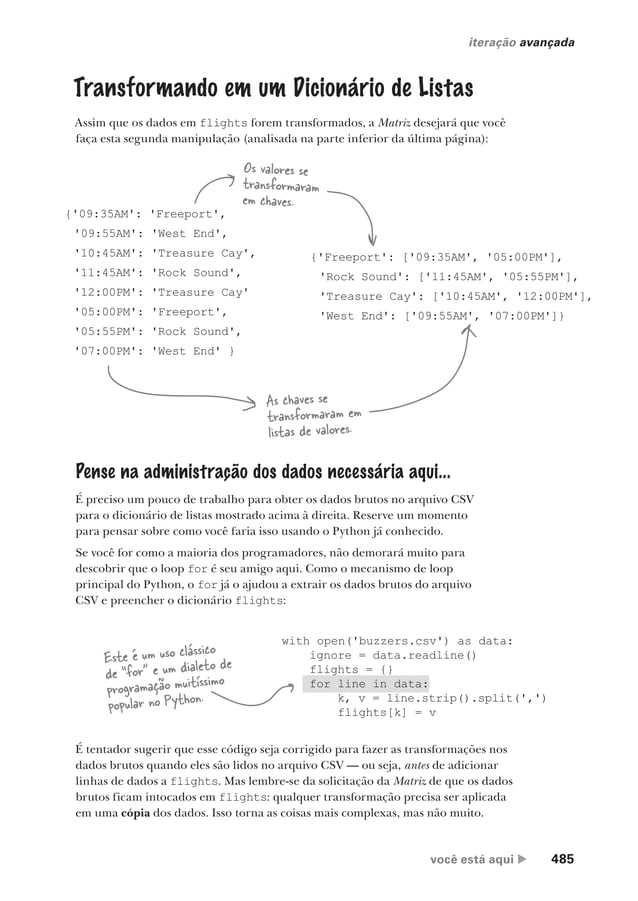 iteração avançada
Transformando em um Dicionário de Listas
Assim que os dados em flights forem transformados, a Matriz desejará que você
faça esta segunda manipulação (analisada na parte inferior da última página):
Os valores se
transformaram
em chaves.
{'09:35AM': 'Freeport',
'09:55AM': 'West End',
'10:45AM': 'Treasure Cay',
'11:45AM': 'Rock Sound',
'12:00PM': 'Treasure Cay'
'05:00PM': 'Freeport',
'05:55PM': 'Rock Sound',
'07:00PM': 'West End' }
{'Freeport': ['09:35AM', '05:00PM'],
'Rock Sound': ['11:45AM', '05:55PM'],
'Treasure Cay': ['10:45AM', '12:00PM'],
'West End': ['09:55AM', '07:00PM']}
As chaves se
transformaram em
listas de valores.
Pense na administração dos dados necessária aqui...
É preciso um pouco de trabalho para obter os dados brutos no arquivo CSV
para o dicionário de listas mostrado acima à direita. Reserve um momento
para pensar sobre como você faria isso usando o Python já conhecido.
Se você for como a maioria dos programadores, não demorará muito para
descobrir que o loop for é seu amigo aqui. Como o mecanismo de loop
principal do Python, o for já o ajudou a extrair os dados brutos do arquivo
CSV e preencher o dicionário flights:
Este é um uso clássico
de "for" e um dialeto de
programação muitíssimo
popular no Python.
with open('buzzers.csv') as data:
    ignore = data.readline()
    flights = {}
    for line in data:
        k, v = line.strip().split(',')
        flights[k] = v
É tentador sugerir que esse código seja corrigido para fazer as transformações nos
dados brutos quando eles são lidos no arquivo CSV — ou seja, antes de adicionar
linhas de dados a flights. Mas lembre-se da solicitação da Matriz de que os dados
brutos ficam intocados em flights: qualquer transformação precisa ser aplicada
em uma cópia dos dados. Isso torna as coisas mais complexas, mas não muito.
você está aqui ▶ 485